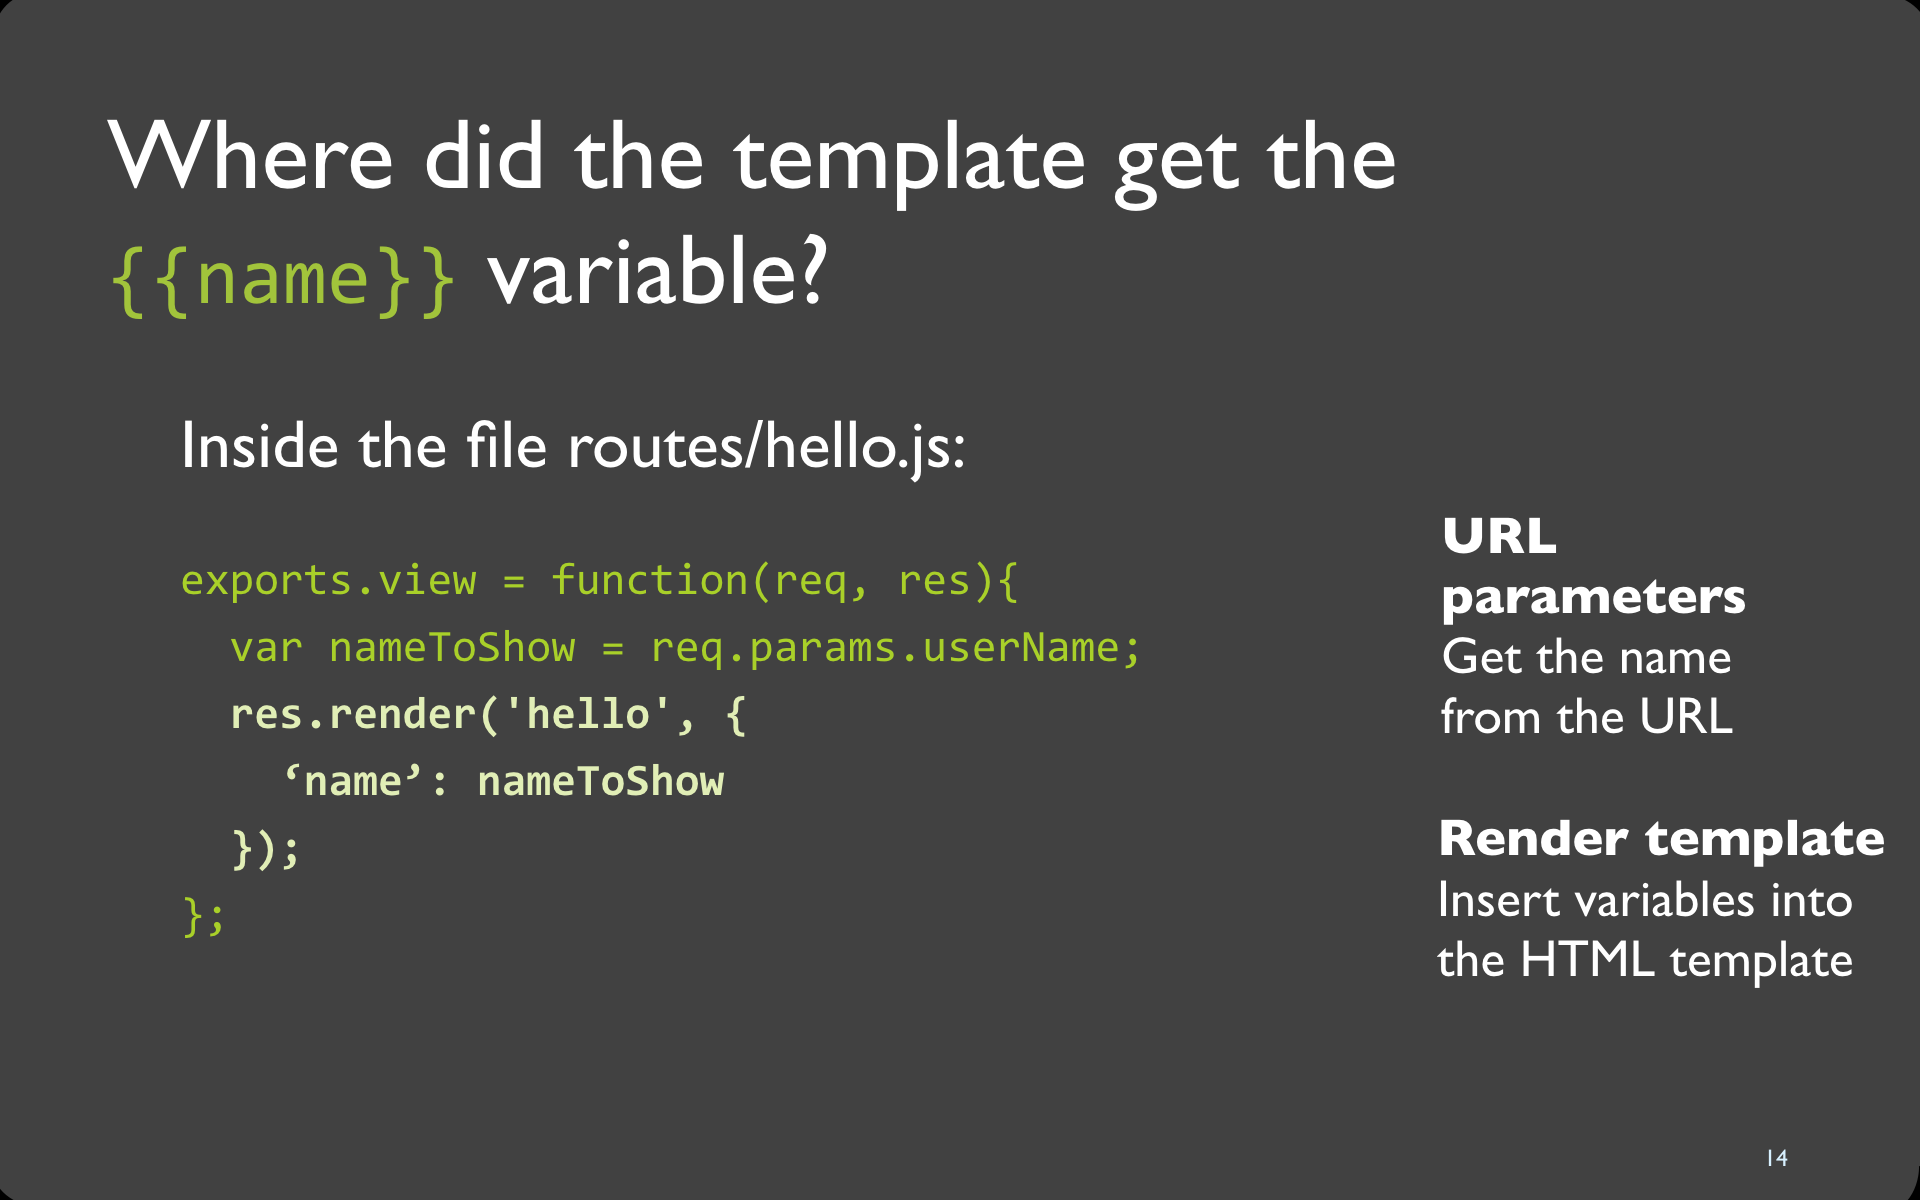 Where did the template get the
{{name}} variable?
Inside the file routes/hello.js:
exports.view = function(req, res){
  var nameToShow = req.params.userName;
  res.render('hello', {
    ‘name’: nameToShow
  });
};
URL
parameters
Get the name
from the URL
Render template
Insert variables into
the HTML template
14